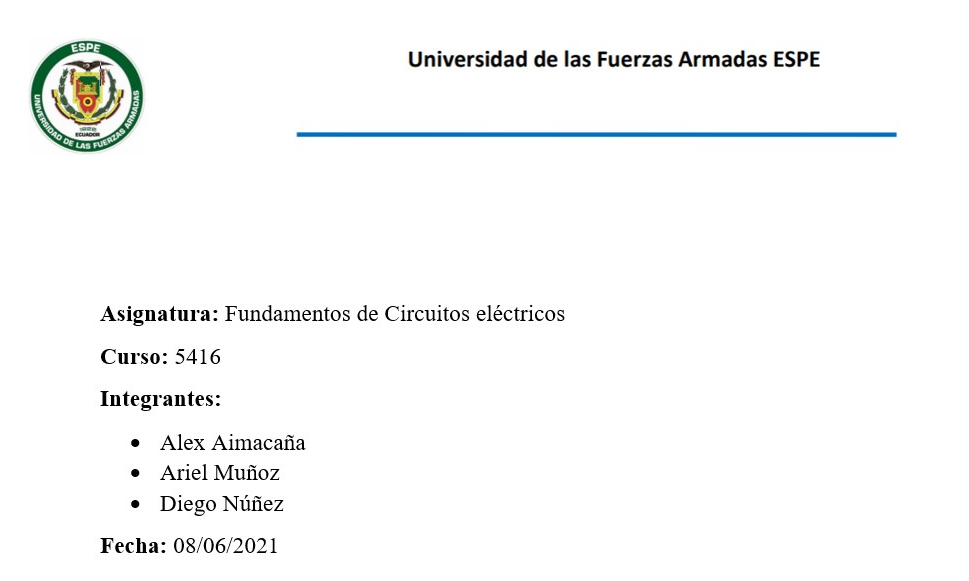 ESPE
UNIVERSIDAD DE LAS FUERZAS ARMADAS
ECUADOR
Universidad de las Fuerzas Armadas ESPE
Asignatura: Fundamentos de Circuitos eléctricos
Curso: 5416
Integrantes:
• Alex Aimacaña
• Ariel Muñoz
• Diego Núñez
Fecha: 08/06/2021